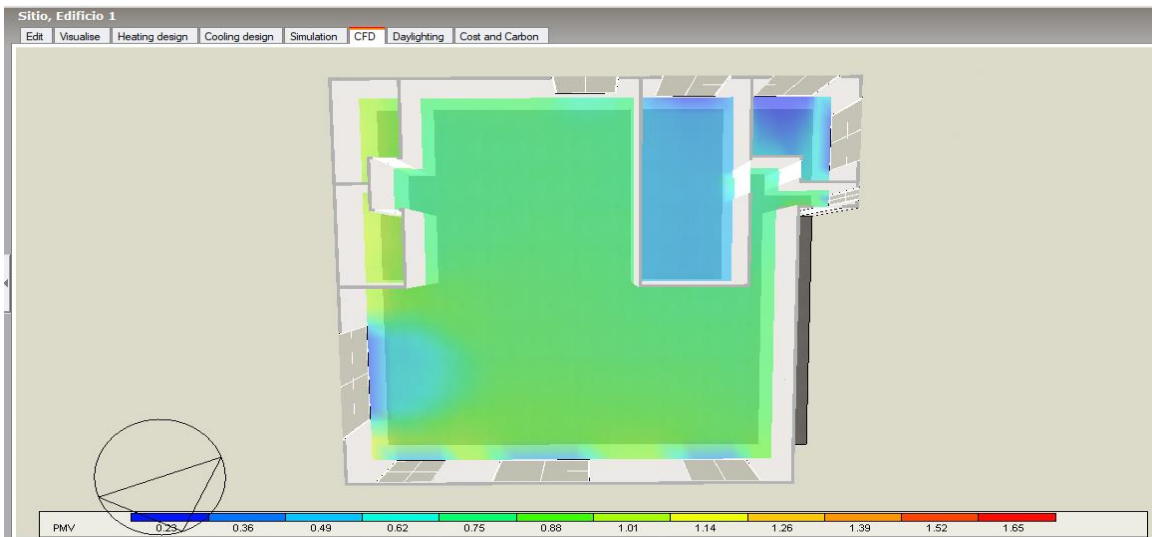 Sitio, Edificio 1
Edit Visualise Heating design Cooling design Simulation CFD Daylighting Cost and Carbon
PMV 0.23 0.36 0.49 0.62 0.75 0.88 1.01 1.14 1.26 1.39 1.52 1.65